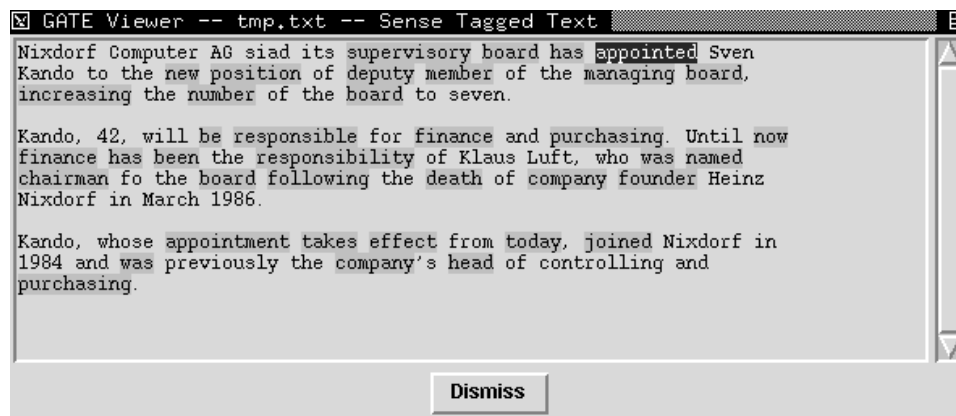 GATE Viewer -- tmp.txt -- Sense Tagged Text
Nixdorf Computer AG siad its supervisory board has appointed Sven
Kando to the new position of deputy member of the managing board,
increasing the number of the board to seven.
Kando, 42, will be responsible for finance and purchasing. Until now
finance has been the responsibility of Klaus Luft, who was named
chairman fo the board following the death of company founder Heinz
Nixdorf in March 1986.
Kando, whose appointment takes effect from today, joined Nixdorf in
1984 and was previously the company's head of controlling and
purchasing.
Dismiss